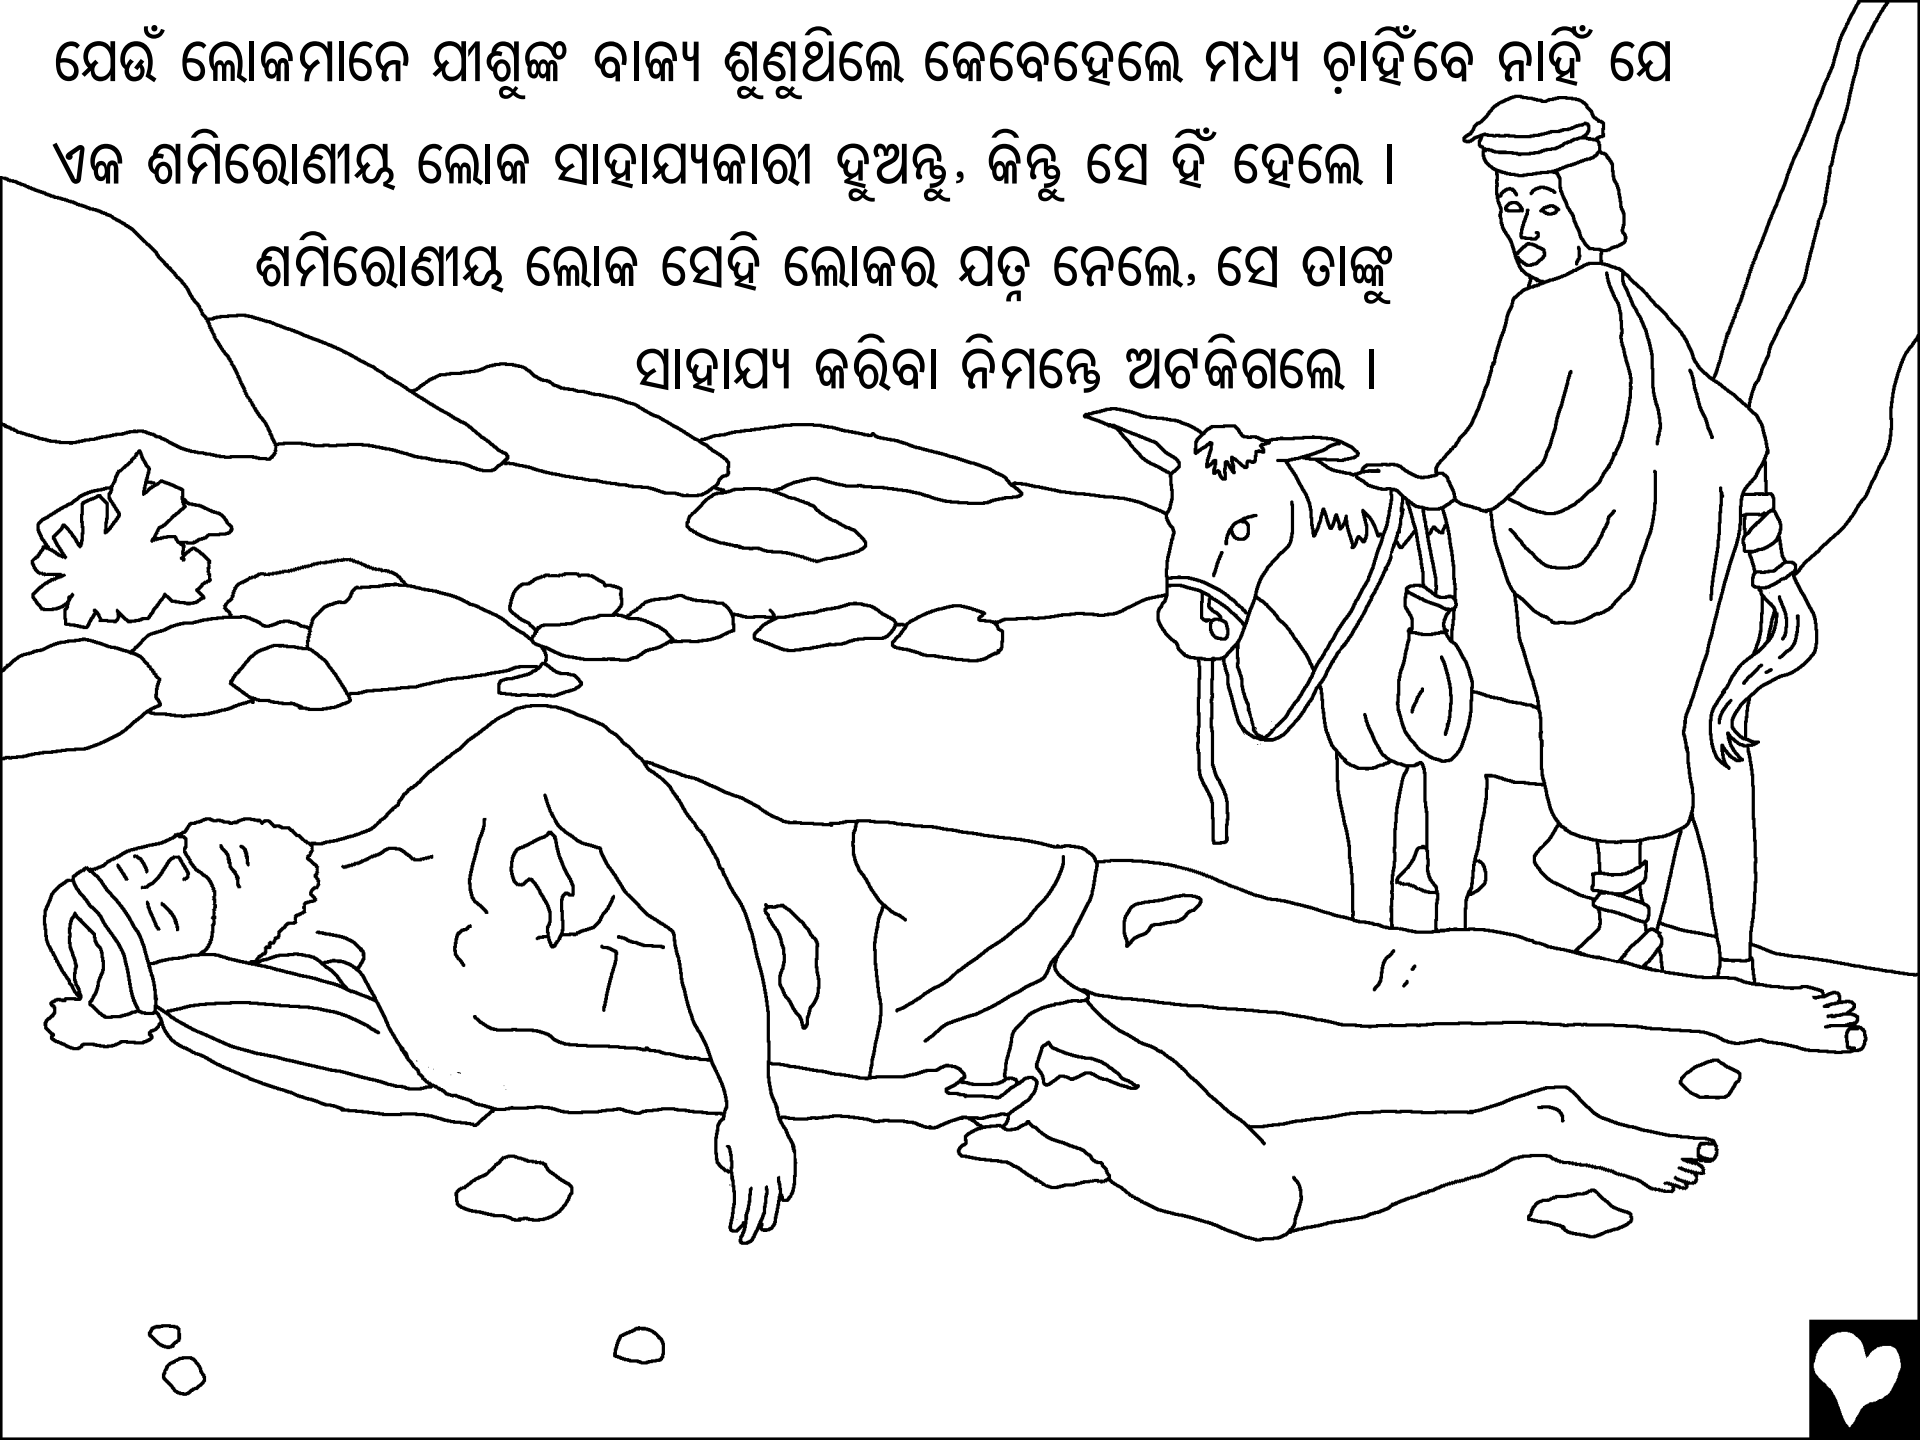 ଯେଉଁ ଲୋକମାନେ ଯୀଶୁଙ୍କ ବାକ୍ୟ ଶୁଣୁଥିଲେ କେବେହେଲେ ମଧ୍ୟ ଚ଼ାହିଁବେ ନାହିଁ ଯେ
ଏକ ଶମିରୋଣୀୟ ଲୋକ ସାହାଯ୍ୟକାରୀ ହୁଅନ୍ତୁ, କିନ୍ତୁ ସେ ହିଁ ହେଲେ ।
ଶମିରୋଣୀୟ ଲୋକ ସେହି ଲୋକର ଯତ୍ନ ନେଲେ, ସେ ତାଙ୍କୁ
ସାହାଯ୍ୟ କରିବା ନିମନ୍ତେ ଅଟକିଗଲେ ।